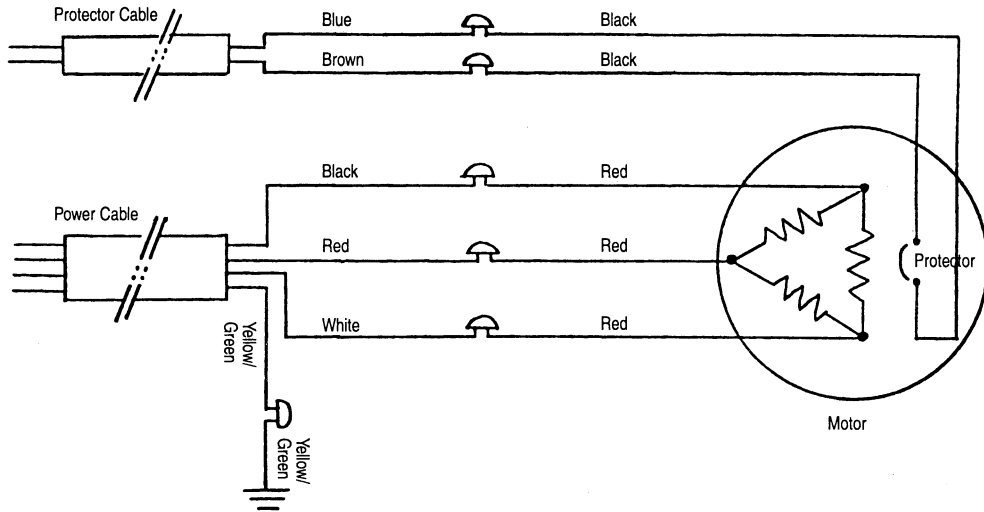 Protector Cable
Blue
Black
Brown
Black
Black
Red
Power Cable
Red
Red
Protector
White
Red
Yellow/
Green
Motor
Yellow/
Green